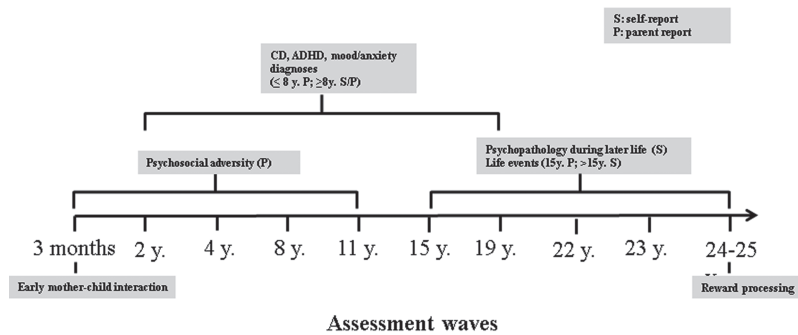 S: self-report
P: parent report
CD, ADHD, mood/anxiety
diagnoses
(≤ 8 y. P; ≥8y. S/P)
Psychosocial adversity (P)
Psychopathology during later life (S)
Life events (15y. P; >15y. S)
3 months 2 y. 4 y. 8 y. 11 y. 15 y. 19 y. 22 y. 23 y. 24-25
Early mother-child interaction
Reward processing
Assessment waves